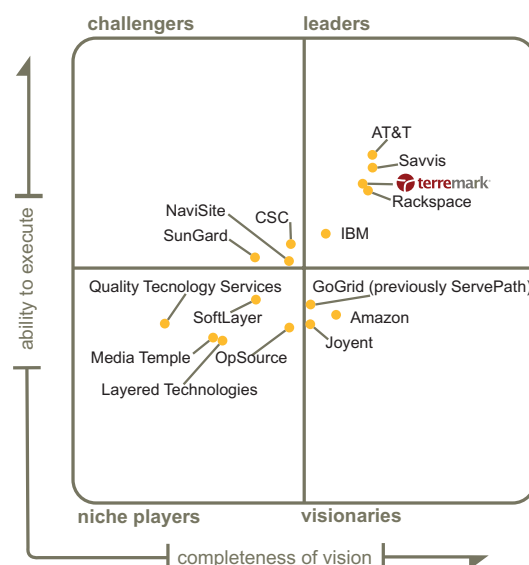 challengers
leaders
AT&T
Savvis
terremark
Rackspace
NaviSite
CSC
SunGard
IBM
ability to execute
Quality Tecnology Services
GoGrid (previously ServePath)
SoftLayer
Amazon
Joyent
Media Temple
OpSource
Layered Technologies
niche players
visionaries
completeness of vision